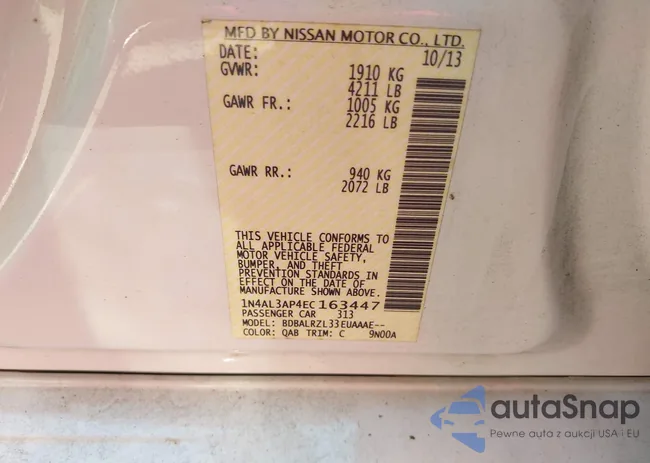 MFD BY NISSAN MOTOR CO., LTD.
DATE: 10/13
GVWR: 1910 KG
4211 LB
GAWR FR.: 1005 KG
2216 LB
GAWR RR.: 940 KG
2072 LB
THIS VEHICLE CONFORMS TO
ALL APPLICABLE FEDERAL
MOTOR VEHICLE SAFETY,
BUMPER, AND THEFT
PREVENTION STANDARDS IN
EFFECT ON THE DATE OF
MANUFACTURE SHOWN ABOVE.
1N4AL3AP4EC163447
PASSENGER CAR 313
MODEL: BDBALRZL33EUAAAE--
COLOR: QAB TRIM: C 9N00A
autaSnap
Pewne auta z aukcji USA i EU